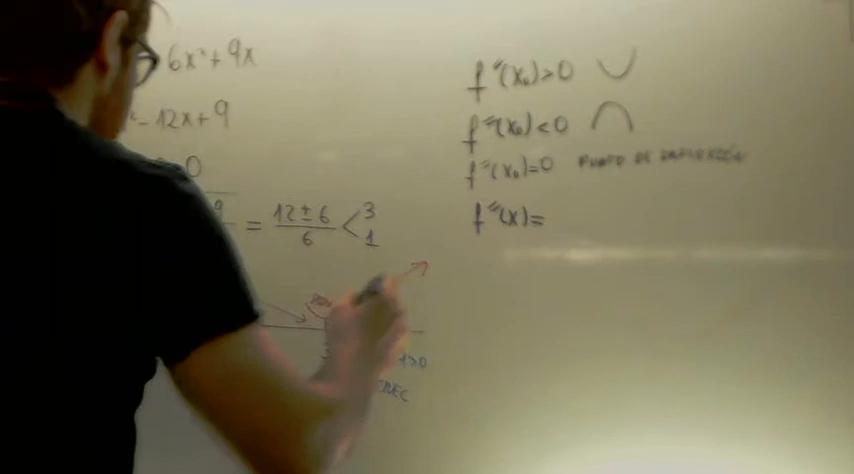 6x²+9x
-12x+9
0
9
= 12±6 / 6 < 3
1
>0
f''(x₀)>0
f''(x₀)<0
f''(x₀)=0 PUNTO DE INFLEXIÓN
f''(x)=